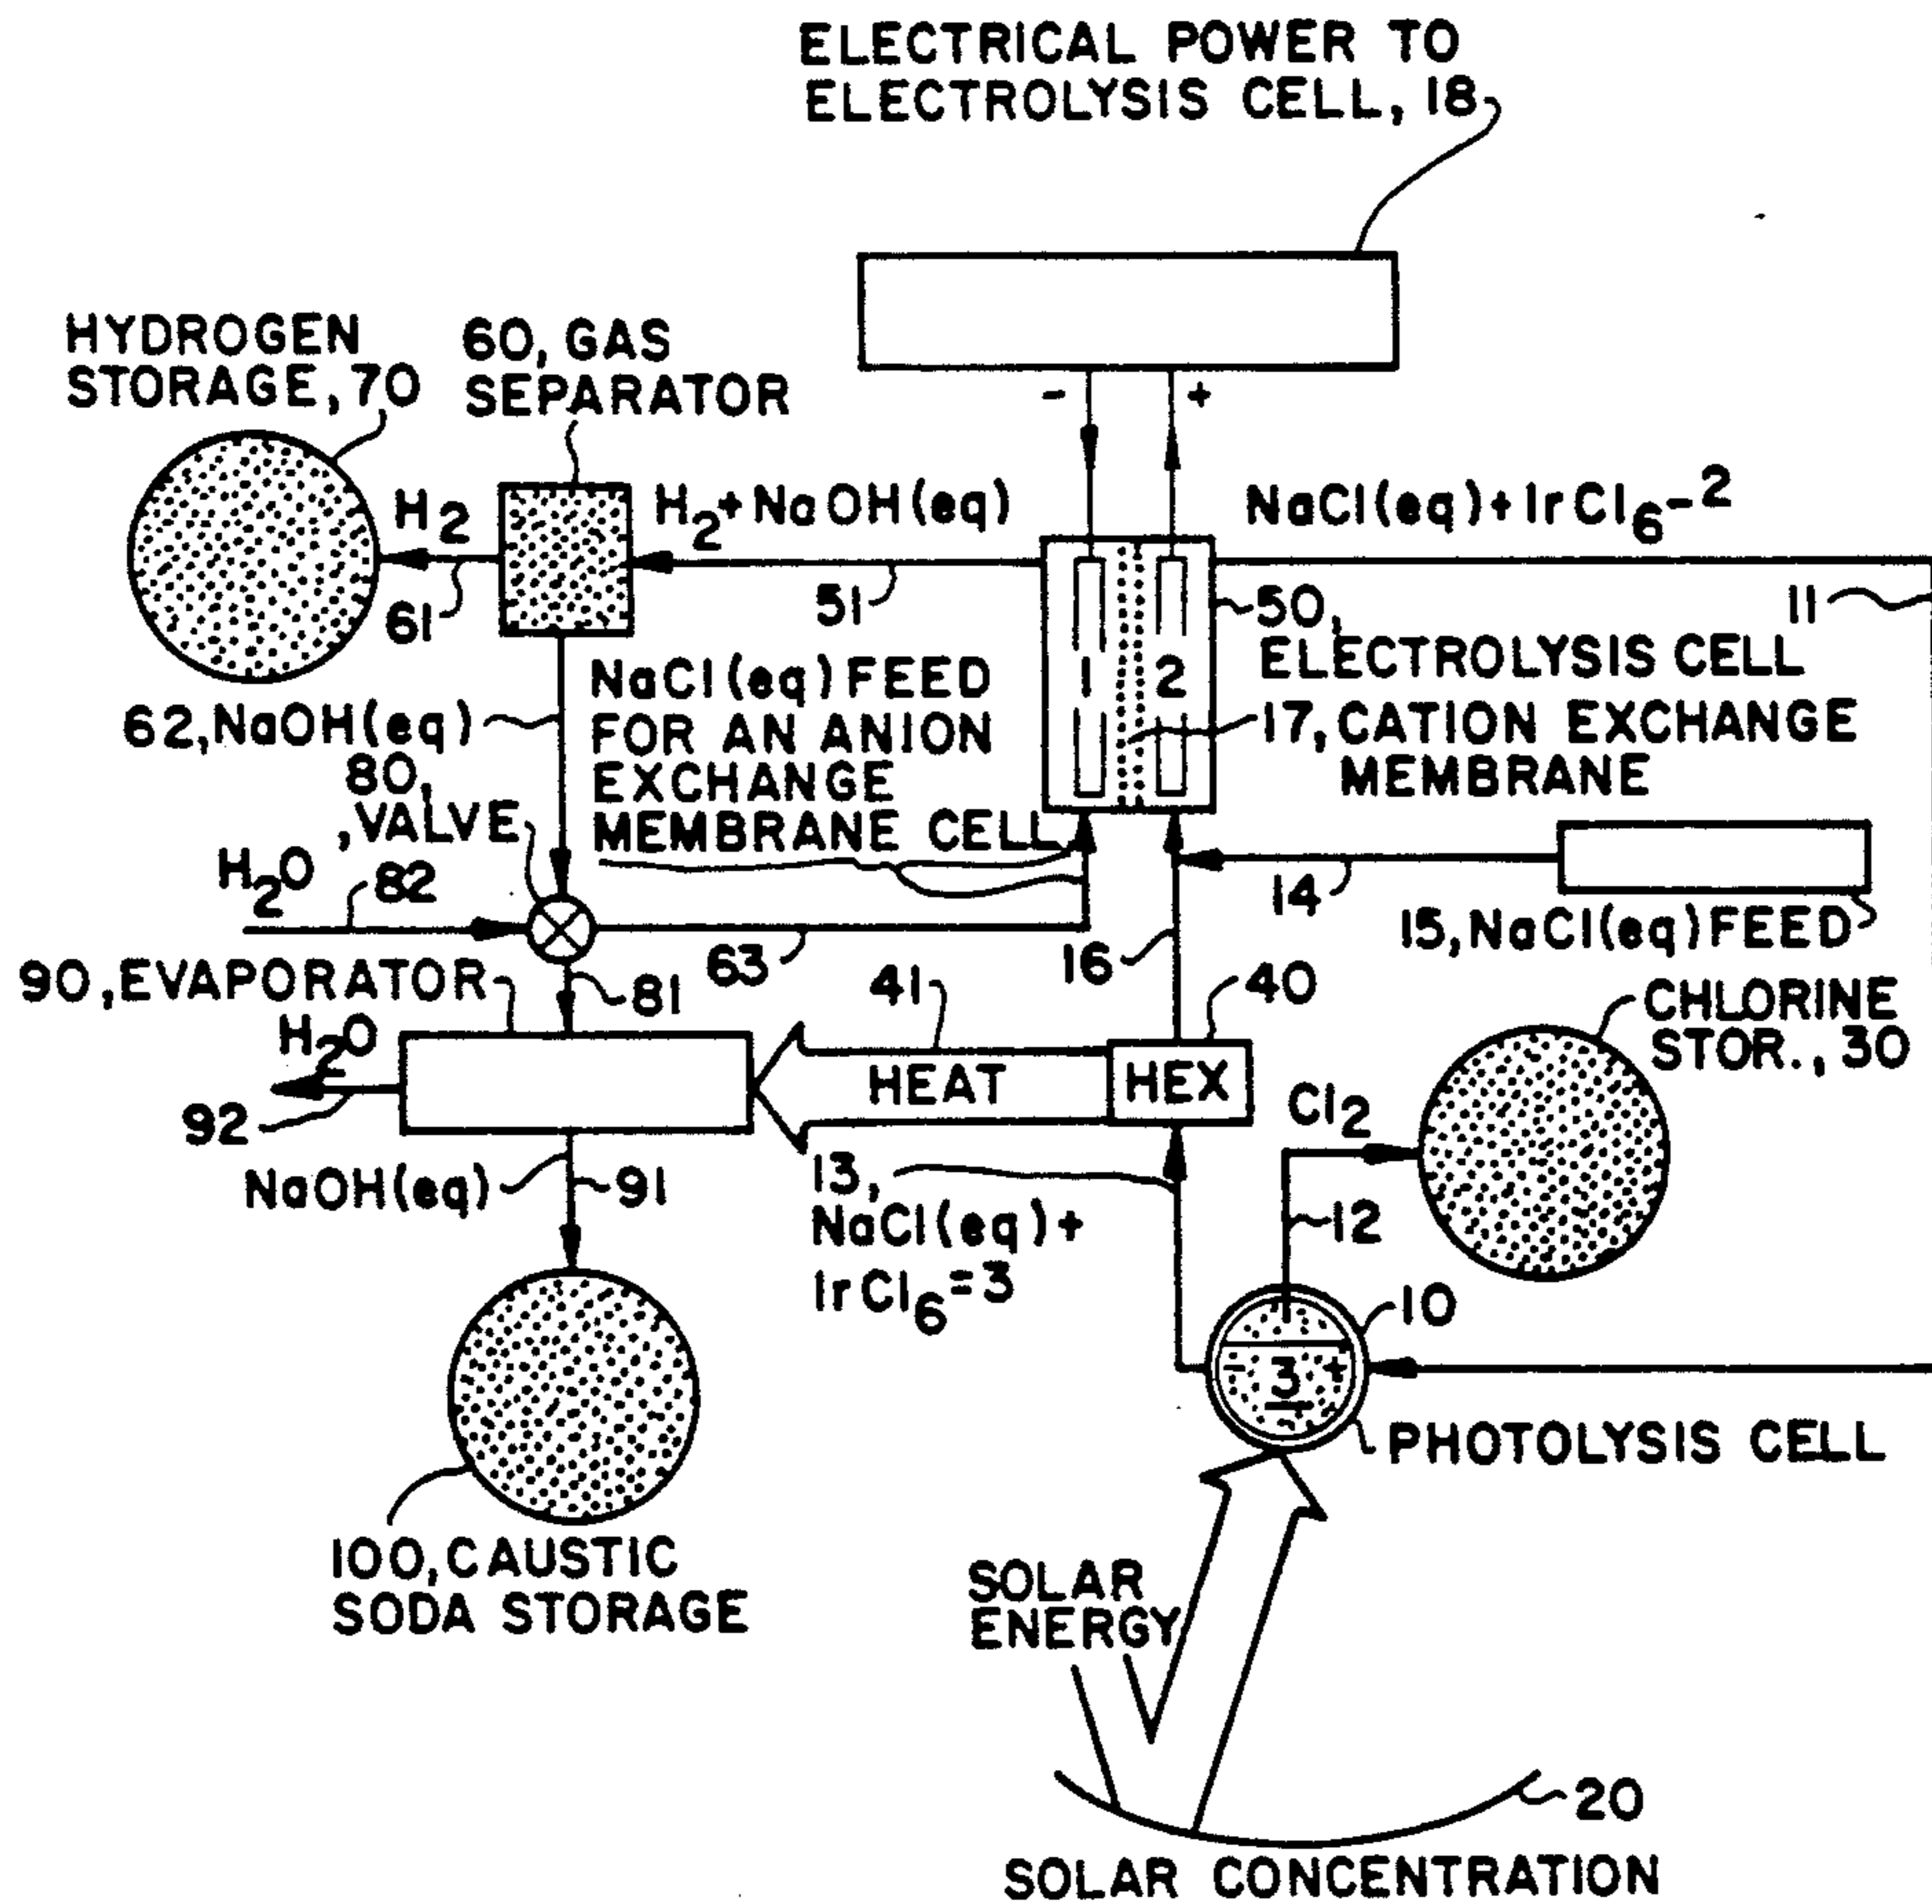 ELECTRICAL POWER TO
ELECTROLYSIS CELL, 18
HYDROGEN
STORAGE, 70
60, GAS
SEPARATOR
- +
H2
H2+NaOH(eq)
NaCl(eq)+IrCl6-2
61
51
50,
ELECTROLYSIS CELL
11
1 2
17, CATION EXCHANGE
MEMBRANE
62, NaOH(eq)
NaCl(eq) FEED
FOR AN ANION
EXCHANGE
MEMBRANE CELL
80,
, VALVE
H2O
82
14
15, NaCl(eq) FEED
63
16
90, EVAPORATOR
81
41
40
CHLORINE
STOR., 30
H2O
HEAT
HEX
92
Cl2
NaOH(eq)
91
13,
NaCl(eq)+
IrCl6=3
12
10
- 3 +
PHOTOLYSIS CELL
100, CAUSTIC
SODA STORAGE
SOLAR
ENERGY
20
SOLAR CONCENTRATION